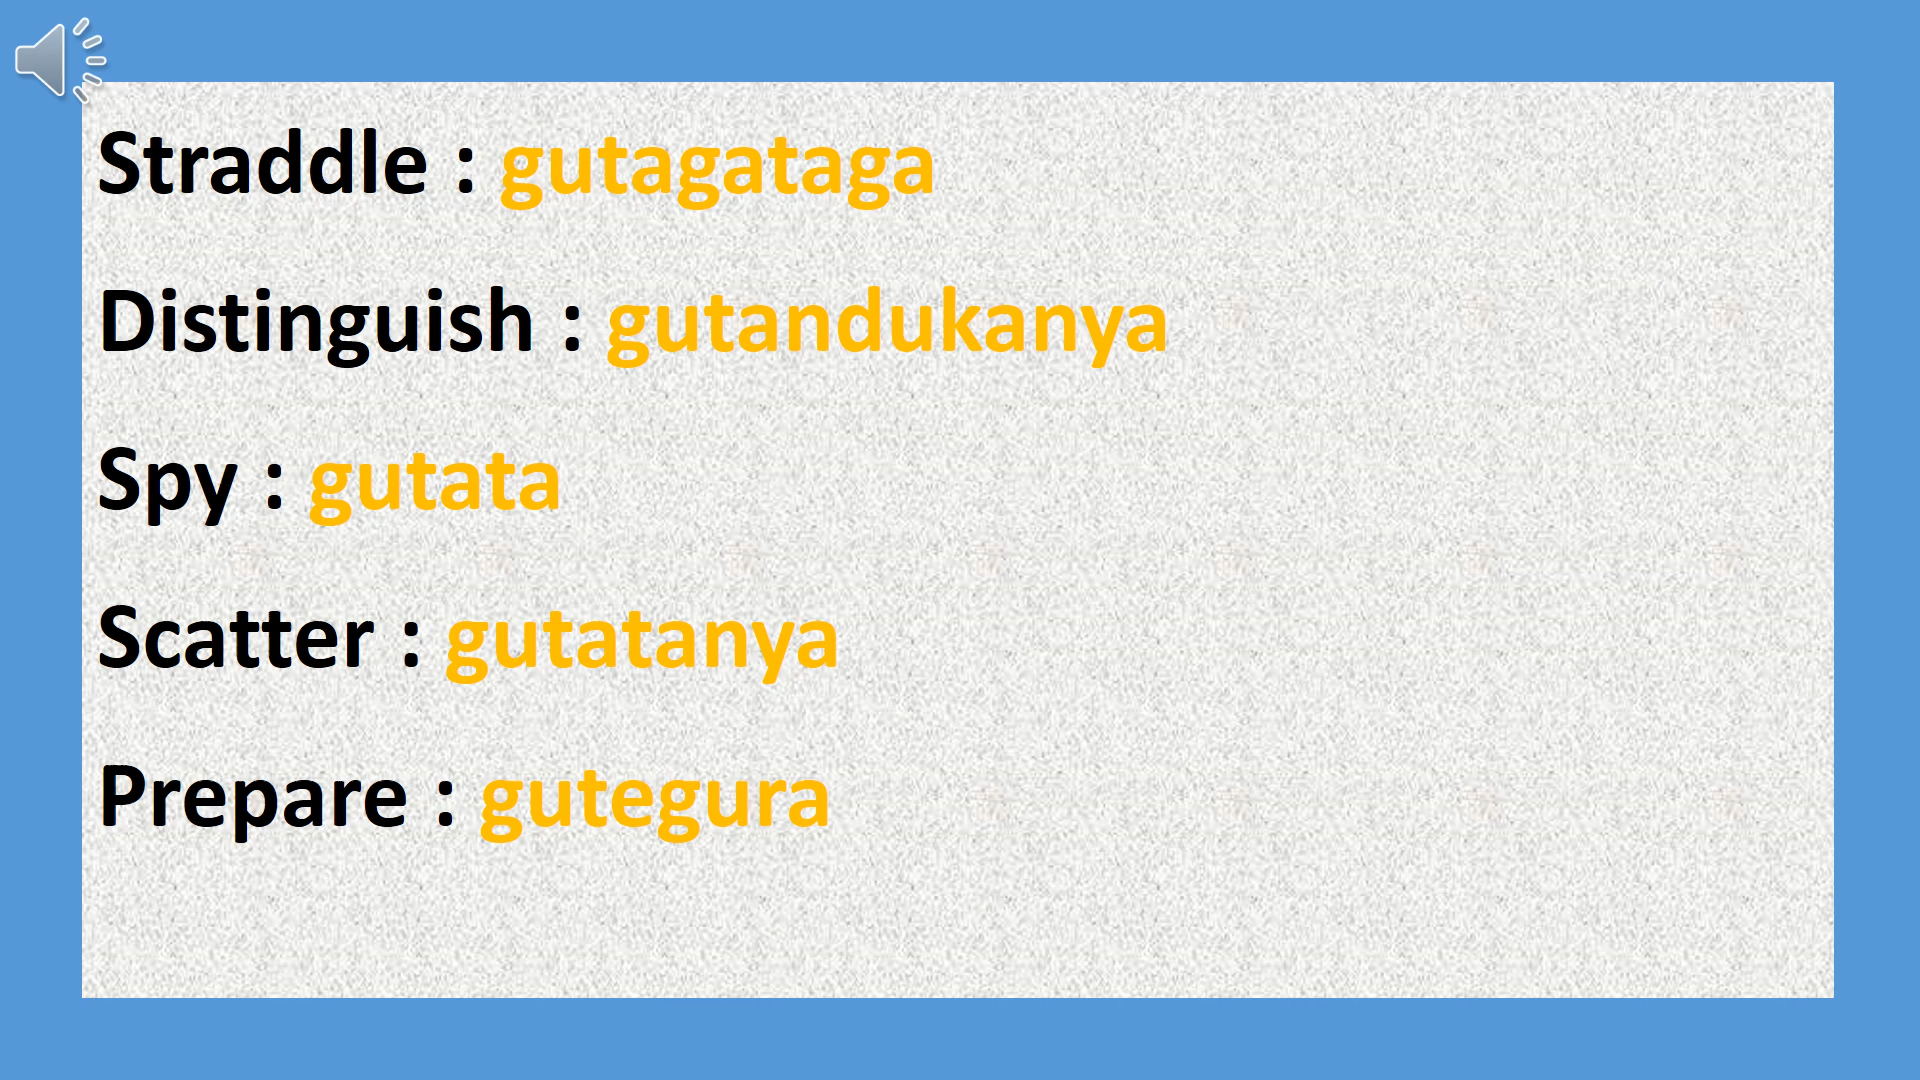 Straddle : gutagataga
Distinguish : gutandukanya
Spy : gutata
Scatter : gutatanya
Prepare : gutegura